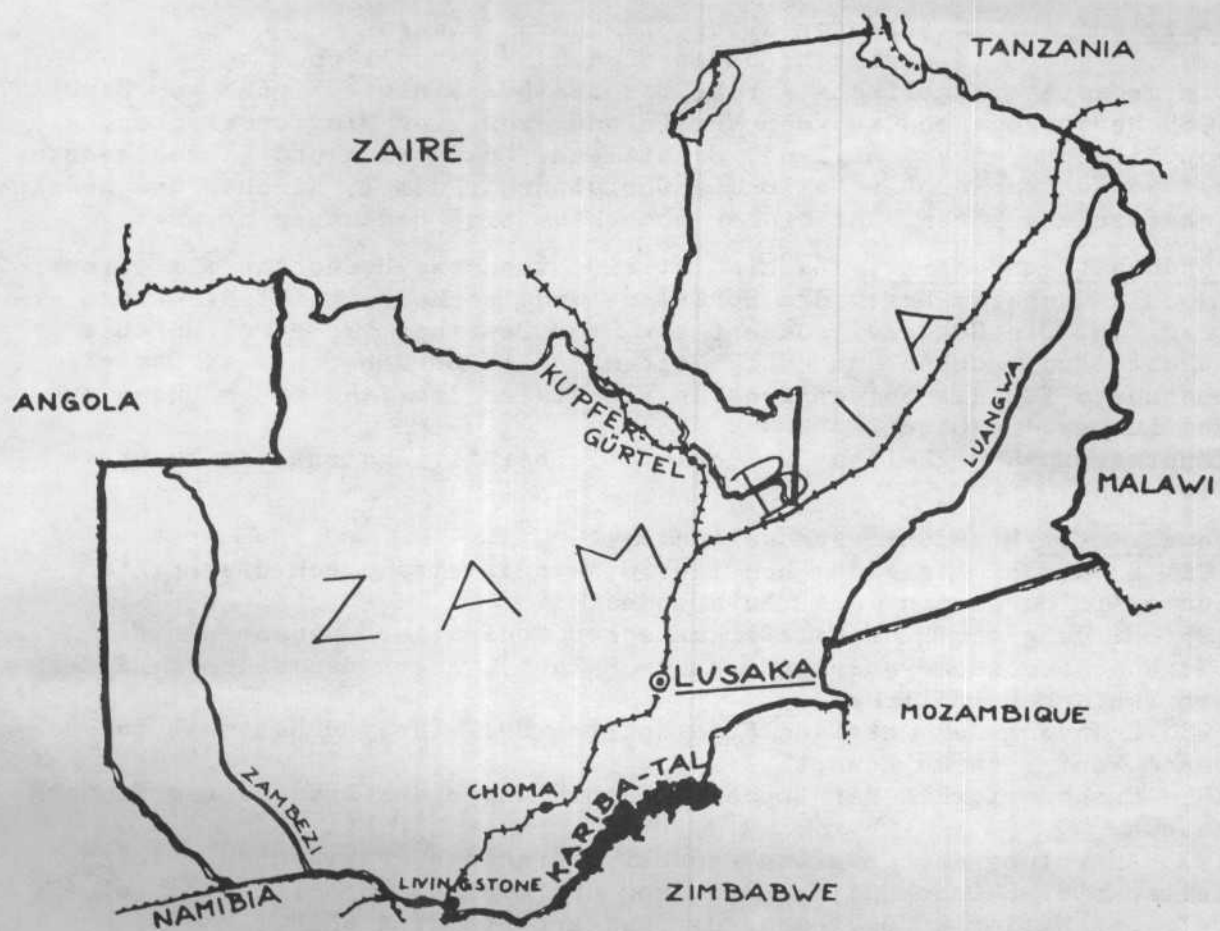 TANZANIA
ZAIRE
ANGOLA
KUPFER-
GÜRTEL
LUANGWA
MALAWI
ZAMBIA
LUSAKA
MOZAMBIQUE
ZAMBEZI
CHOMA
KARIBA-TAL
LIVINGSTONE
NAMIBIA
ZIMBABWE